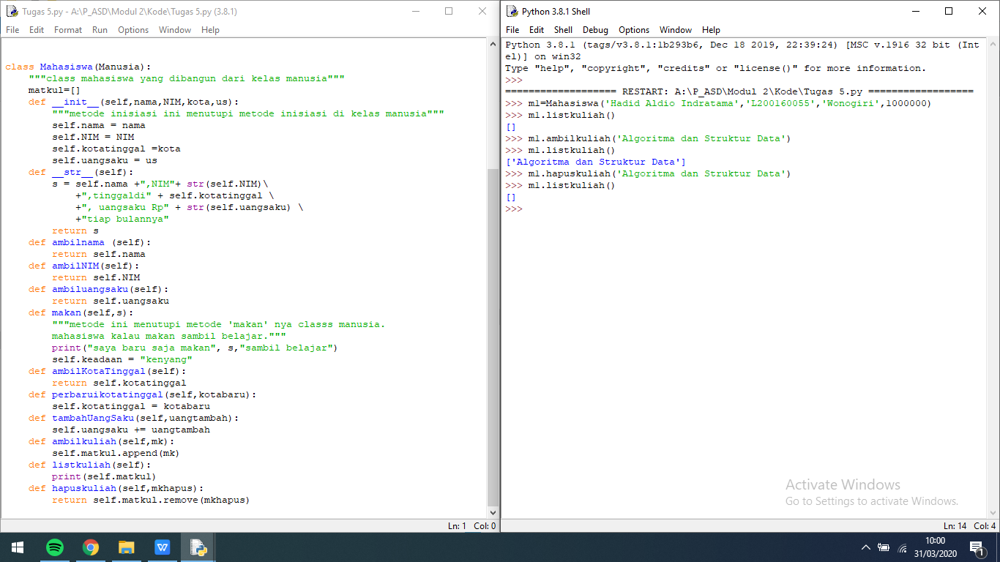 Tugas 5.py - A:\P_ASD\Modul 2\Kode\Tugas 5.py (3.8.1)
File Edit Format Run Options Window Help
class Mahasiswa(Manusia):
    """class mahasiswa yang dibangun dari kelas manusia"""
    matkul=[]
    def __init__(self,nama,NIM,kota,us):
        """metode inisiasi ini menutupi metode inisiasi di kelas manusia"""
        self.nama = nama
        self.NIM = NIM
        self.kotatinggal =kota
        self.uangsaku = us
    def __str__(self):
        s = self.nama +",NIM"+ str(self.NIM)\
            +",tinggaldi" + self.kotatinggal \
            +", uangsaku Rp" + str(self.uangsaku) \
            +"tiap bulannya"
        return s
    def ambilnama (self):
        return self.nama
    def ambilNIM(self):
        return self.NIM
    def ambiluangsaku(self):
        return self.uangsaku
    def makan(self,s):
        """metode ini menutupi metode 'makan' nya classs manusia.
        mahasiswa kalau makan sambil belajar."""
        print("saya baru saja makan", s,"sambil belajar")
        self.keadaan = "kenyang"
    def ambilKotaTinggal(self):
        return self.kotatinggal
    def perbaruikotatinggal(self,kotabaru):
        self.kotatinggal = kotabaru
    def tambahUangSaku(self,uangtambah):
        self.uangsaku += uangtambah
    def ambilkuliah(self,mk):
        self.matkul.append(mk)
    def listkuliah(self):
        print(self.matkul)
    def hapuskuliah(self,mkhapus):
        return self.matkul.remove(mkhapus)
Ln: 1 Col: 0
Python 3.8.1 Shell
File Edit Shell Debug Options Window Help
Python 3.8.1 (tags/v3.8.1:1b293b6, Dec 18 2019, 22:39:24) [MSC v.1916 32 bit (Int
el)] on win32
Type "help", "copyright", "credits" or "license()" for more information.
>>>
=================== RESTART: A:\P_ASD\Modul 2\Kode\Tugas 5.py ==================
>>> m1=Mahasiswa('Hadid Aldio Indratama','L200160055','Wonogiri',1000000)
>>> m1.listkuliah()
[]
>>> m1.ambilkuliah('Algoritma dan Struktur Data')
>>> m1.listkuliah()
['Algoritma dan Struktur Data']
>>> m1.hapuskuliah('Algoritma dan Struktur Data')
>>> m1.listkuliah()
[]
>>>
Activate Windows
Go to Settings to activate Windows.
Ln: 14 Col: 4
10:00
31/03/2020
1